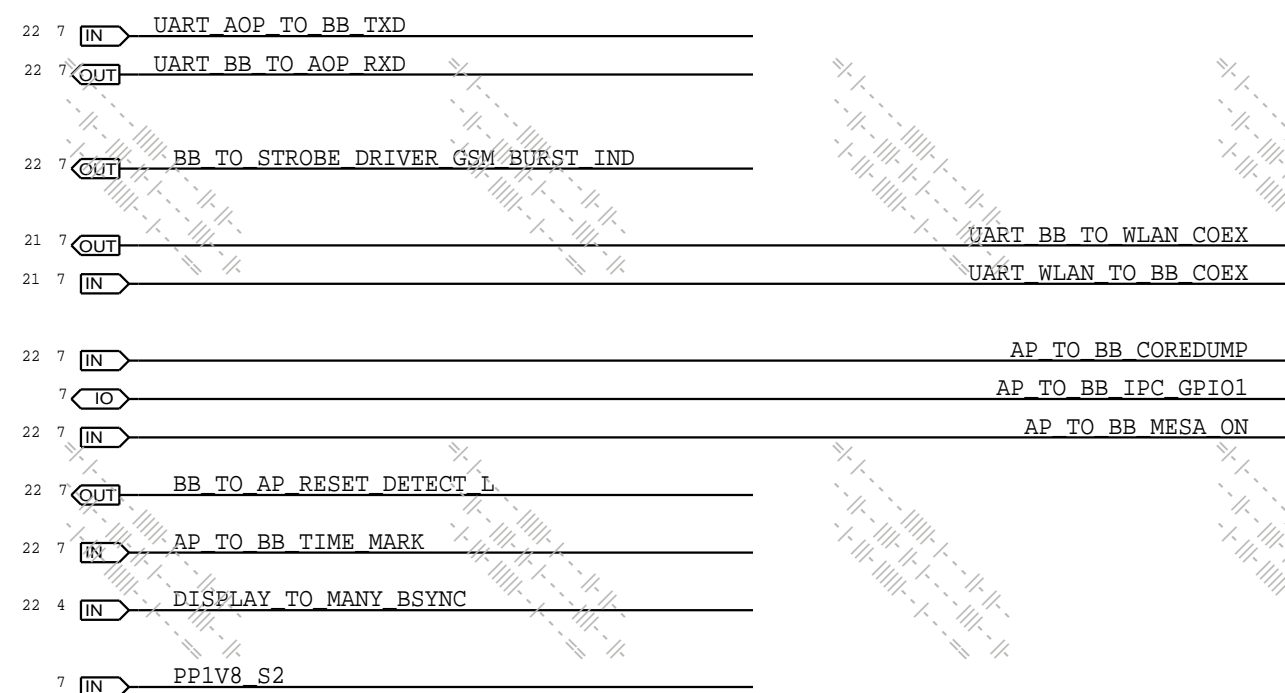 22 7 IN UART_AOP_TO_BB_TXD
22 7 OUT UART_BB_TO_AOP_RXD
22 7 OUT BB_TO_STROBE_DRIVER_GSM_BURST_IND
21 7 OUT UART_BB_TO_WLAN_COEX
21 7 IN UART_WLAN_TO_BB_COEX
22 7 IN AP_TO_BB_COREDUMP
7 IO AP_TO_BB_IPC_GPIO1
22 7 IN AP_TO_BB_MESA_ON
22 7 OUT BB_TO_AP_RESET_DETECT_L
22 7 IN AP_TO_BB_TIME_MARK
22 4 IN DISPLAY_TO_MANY_BSYNC
7 IN PP1V8_S2